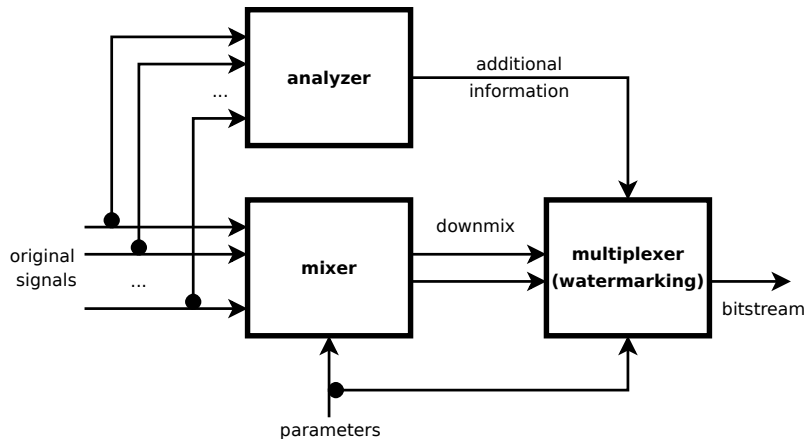 analyzer
additional
information
...
original
signals
...
mixer
downmix
multiplexer
(watermarking)
bitstream
parameters